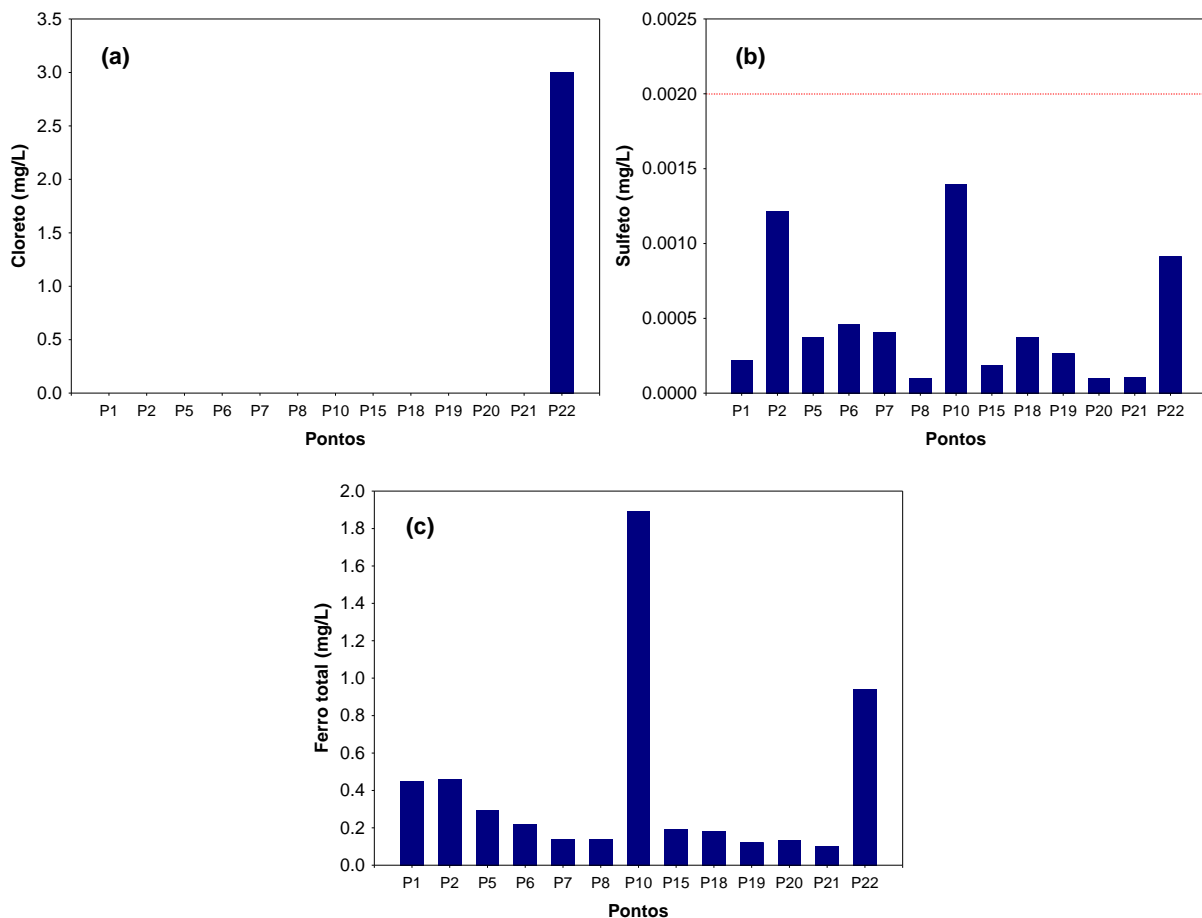 (a)
Cloreto (mg/L)
3.5
3.0
2.5
2.0
1.5
1.0
0.5
0.0
P1 P2 P5 P6 P7 P8 P10 P15 P18 P19 P20 P21 P22
Pontos
(b)
Sulfeto (mg/L)
0.0025
0.0020
0.0015
0.0010
0.0005
0.0000
P1 P2 P5 P6 P7 P8 P10 P15 P18 P19 P20 P21 P22
Pontos
(c)
Ferro total (mg/L)
2.0
1.8
1.6
1.4
1.2
1.0
0.8
0.6
0.4
0.2
0.0
P1 P2 P5 P6 P7 P8 P10 P15 P18 P19 P20 P21 P22
Pontos